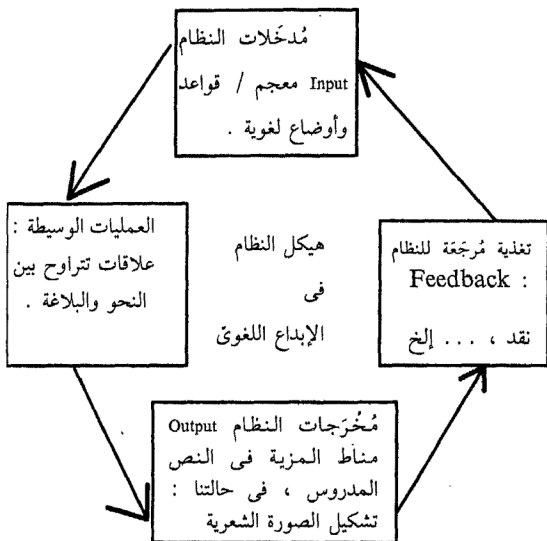 مُدخَلات النظام
Input معجم / قواعد
وأوضاع لغوية .
العمليات الوسيطة :
علاقات تتراوح بين
النحو والبلاغة .
هيكل النظام
فى
الإبداع اللغوىّ
تغذية مُرجَعَة للنظام
Feedback :
نقد ، ... إلخ
مُخُرَجات النظام Output
مناط المزية فى النص
المدروس ، فى حالتنا :
تشكيل الصورة الشعرية